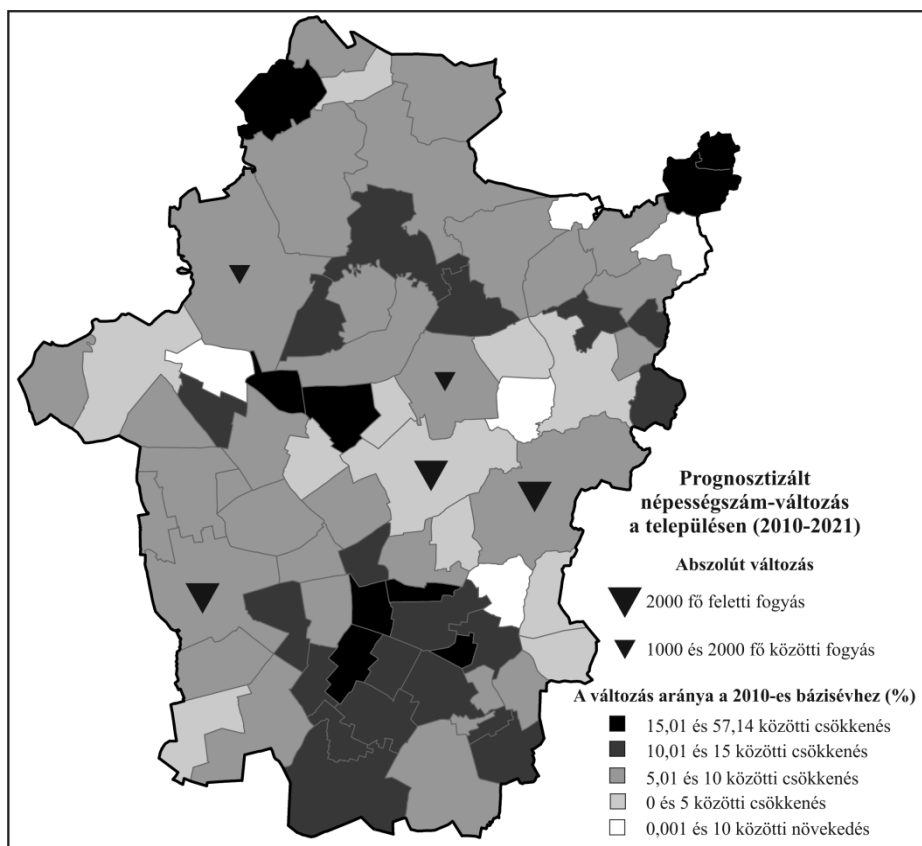 Prognosztizált
népességszám-változás
a településen (2010-2021)
Abszolút változás
2000 fő feletti fogyás
1000 és 2000 fő közötti fogyás
A változás aránya a 2010-es bázisévhez (%)
15,01 és 57,14 közötti csökkenés
10,01 és 15 közötti csökkenés
5,01 és 10 közötti csökkenés
0 és 5 közötti csökkenés
0,001 és 10 közötti növekedés